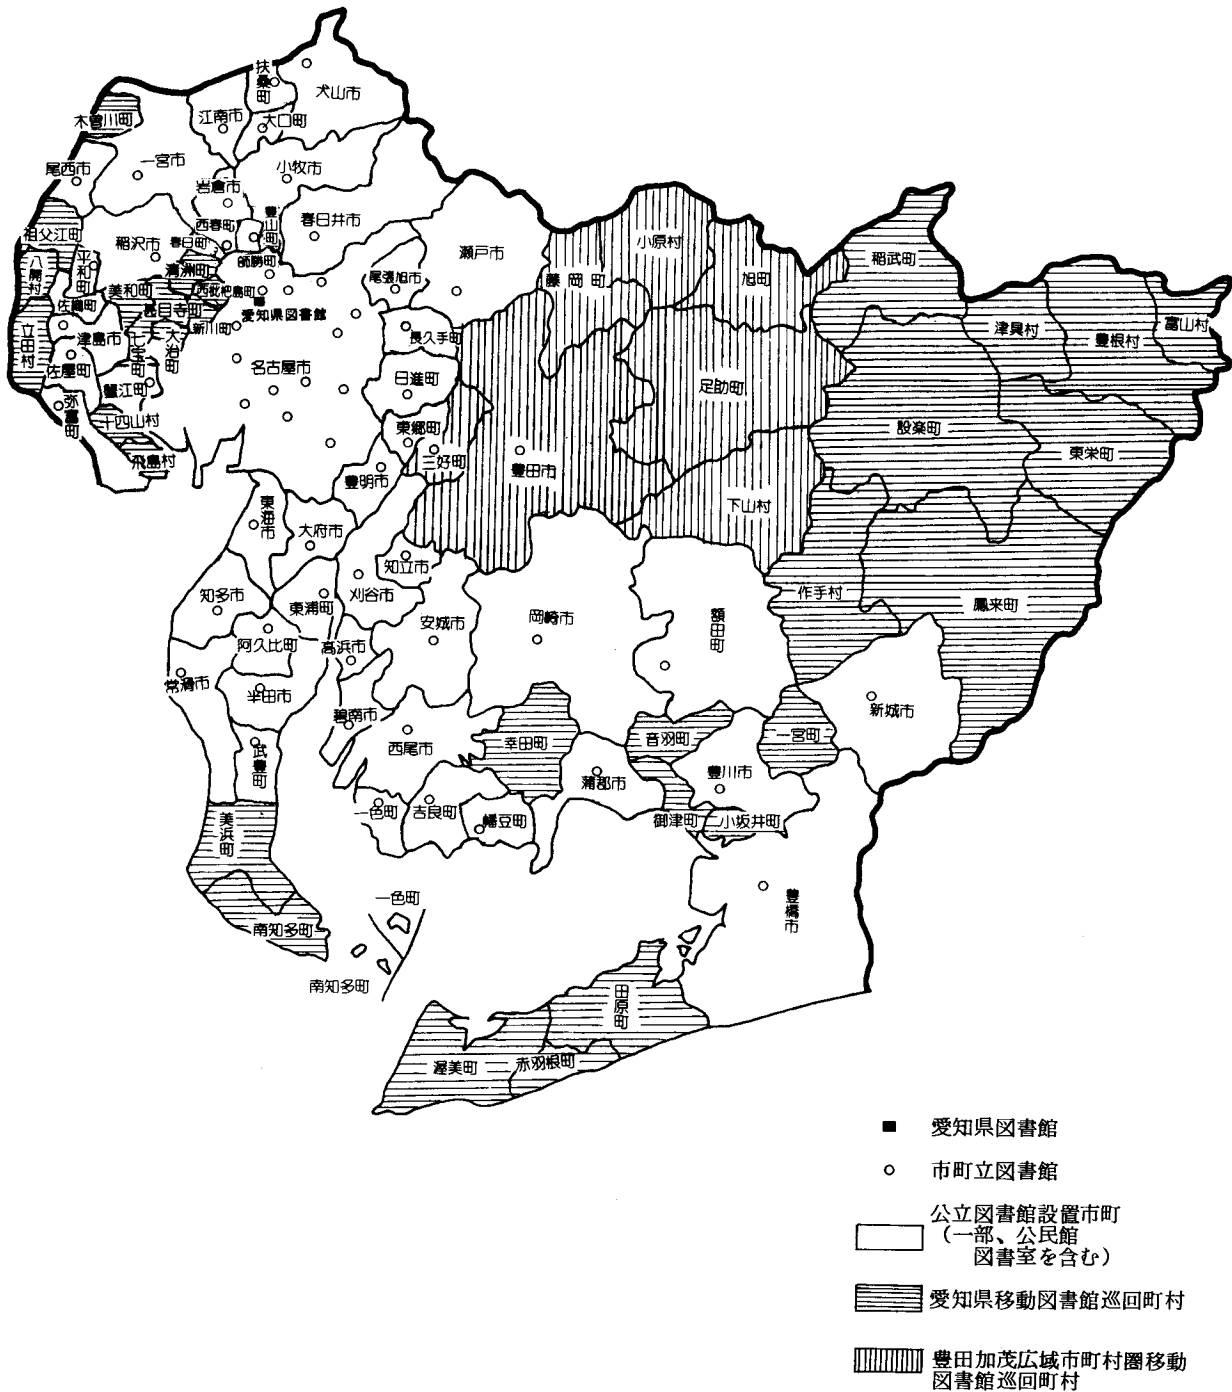 扶桑町
犬山市
木曽川町
江南市
大口町
尾西市
一宮市
小牧市
岩倉市
豊山町
西春町
春日井市
祖父江町
稲沢市
春日町
師勝町
瀬戸市
小原村
稲武町
八開村
平和町
清洲町
尾張旭市
藤岡町
旭町
佐織町
美和町
西枇杷島町
甚目寺町
愛知県図書館
新川町
長久手町
津具村
豊根村
富山村
立田村
津島市
七宝町
大治町
佐屋町
名古屋市
日進町
足助町
蟹江町
弥富町
十四山村
東郷町
設楽町
東栄町
飛島村
三好町
豊明市
豊田市
下山村
東海市
大府市
知立市
知多市
東浦町
刈谷市
作手村
鳳来町
阿久比町
高浜市
安城市
岡崎市
額田町
常滑市
半田市
碧南市
新城市
武豊町
西尾市
幸田町
音羽町
一宮町
蒲郡市
豊川市
美浜町
一色町
吉良町
幡豆町
御津町
小坂井町
一色町
豊橋市
南知多町
南知多町
田原町
渥美町
赤羽根町
■ 愛知県図書館
○ 市町立図書館
公立図書館設置市町
（一部、公民館
図書室を含む）
愛知県移動図書館巡回町村
豊田加茂広域市町村圏移動
図書館巡回町村